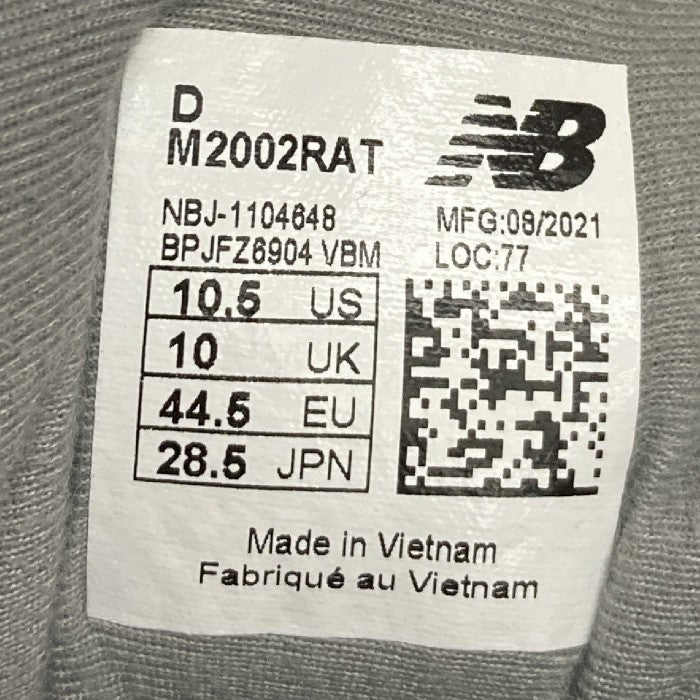 D
M2002RAT
NB
NBJ-1104648
MFG:08/2021
BPJFZ6904 VBM
LOC:77
10.5 US
10 UK
44.5 EU
28.5 JPN
Made in Vietnam
Fabriqué au Vietnam